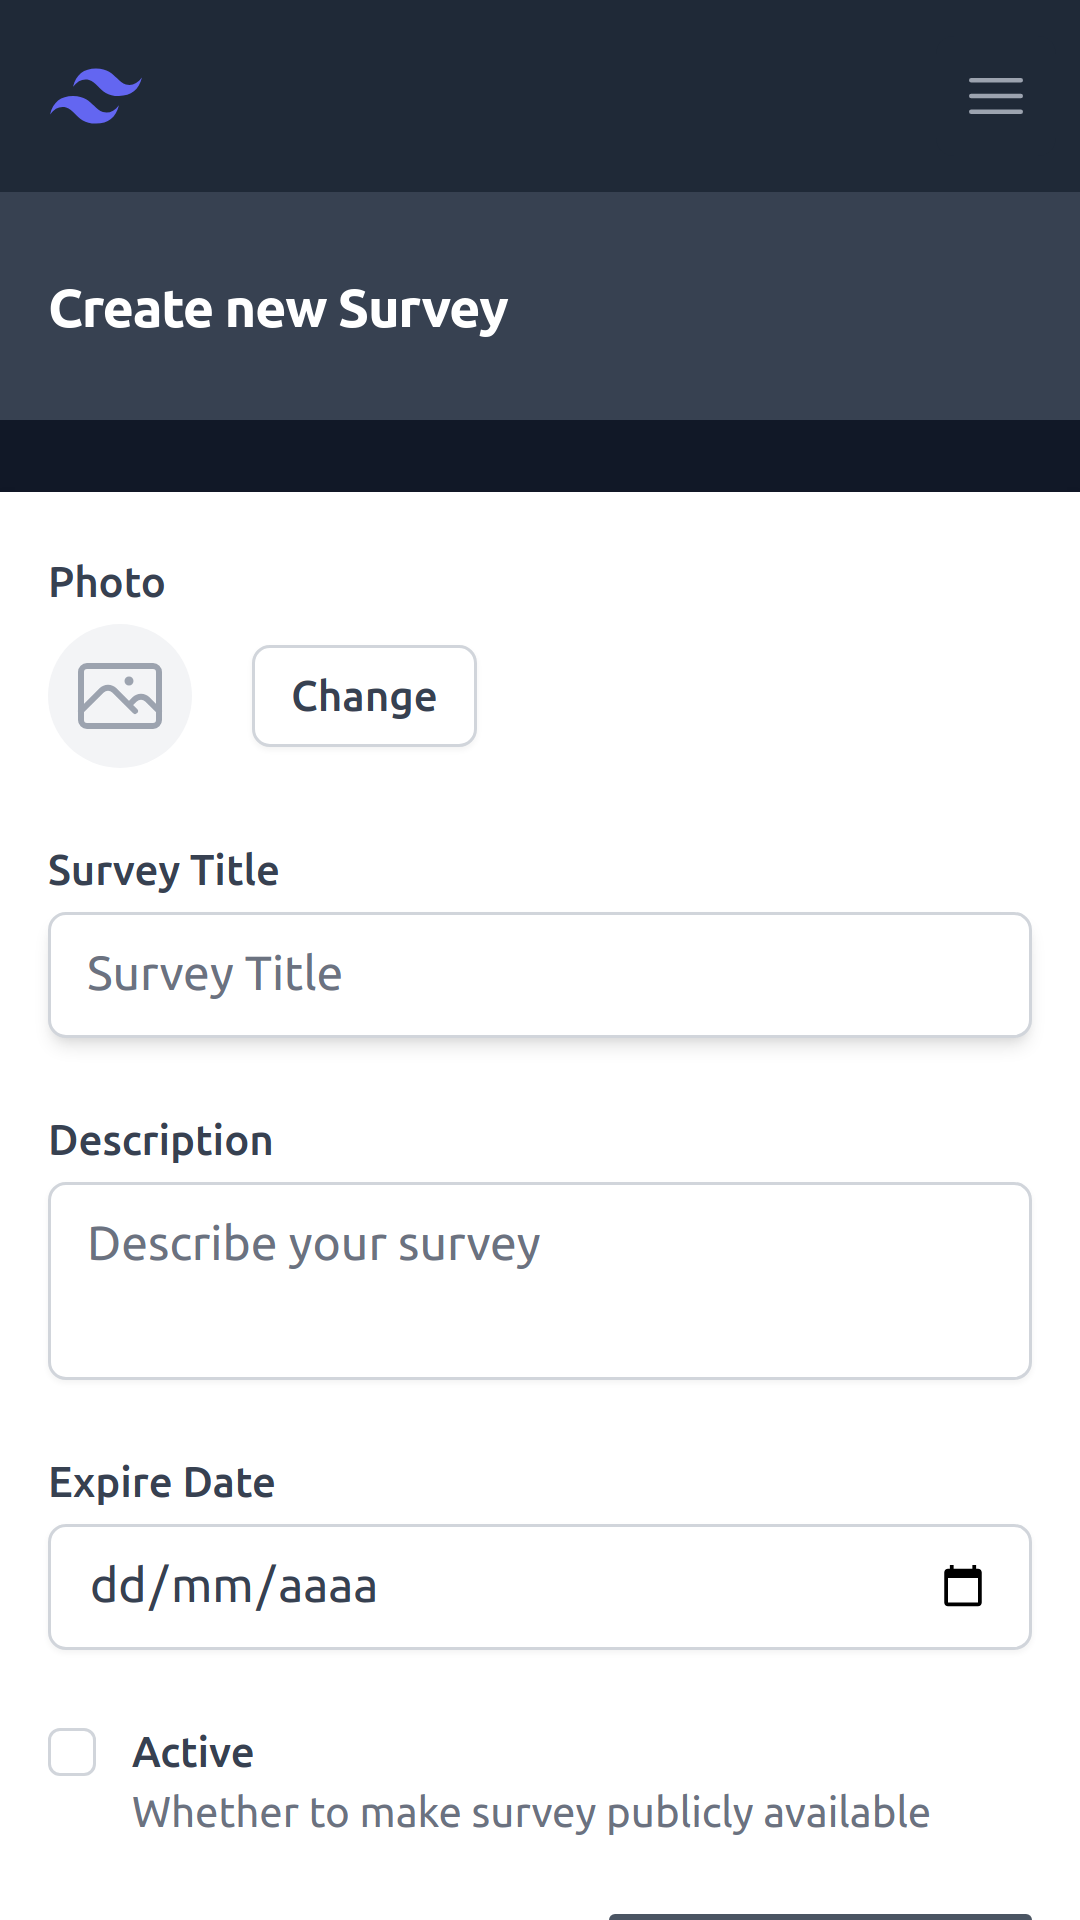 Create new Survey
Photo
Change
Survey Title
Survey Title
Description
Describe your survey
Expire Date
dd/mm/aaaa
Active
Whether to make survey publicly available